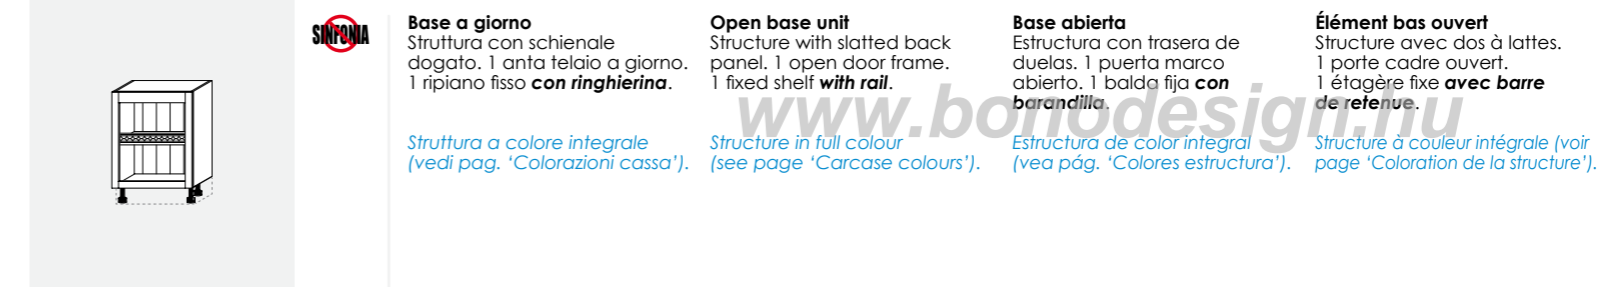 SINFONIA
Base a giorno
Struttura con schienale
dogato. 1 anta telaio a giorno.
1 ripiano fisso con ringhierina.
Struttura a colore integrale
(vedi pag. ‘Colorazioni cassa’).
Open base unit
Structure with slatted back
panel. 1 open door frame.
1 fixed shelf with rail.
Structure in full colour
(see page ‘Carcase colours’).
Base abierta
Estructura con trasera de
duelas. 1 puerta marco
abierto. 1 balda fija con
barandilla.
Estructura de color integral
(vea pág. ‘Colores estructura’).
Élément bas ouvert
Structure avec dos à lattes.
1 porte cadre ouvert.
1 étagère fixe avec barre
de retenue.
Structure à couleur intégrale (voir
page ‘Coloration de la structure’).
www.bonodesign.hu